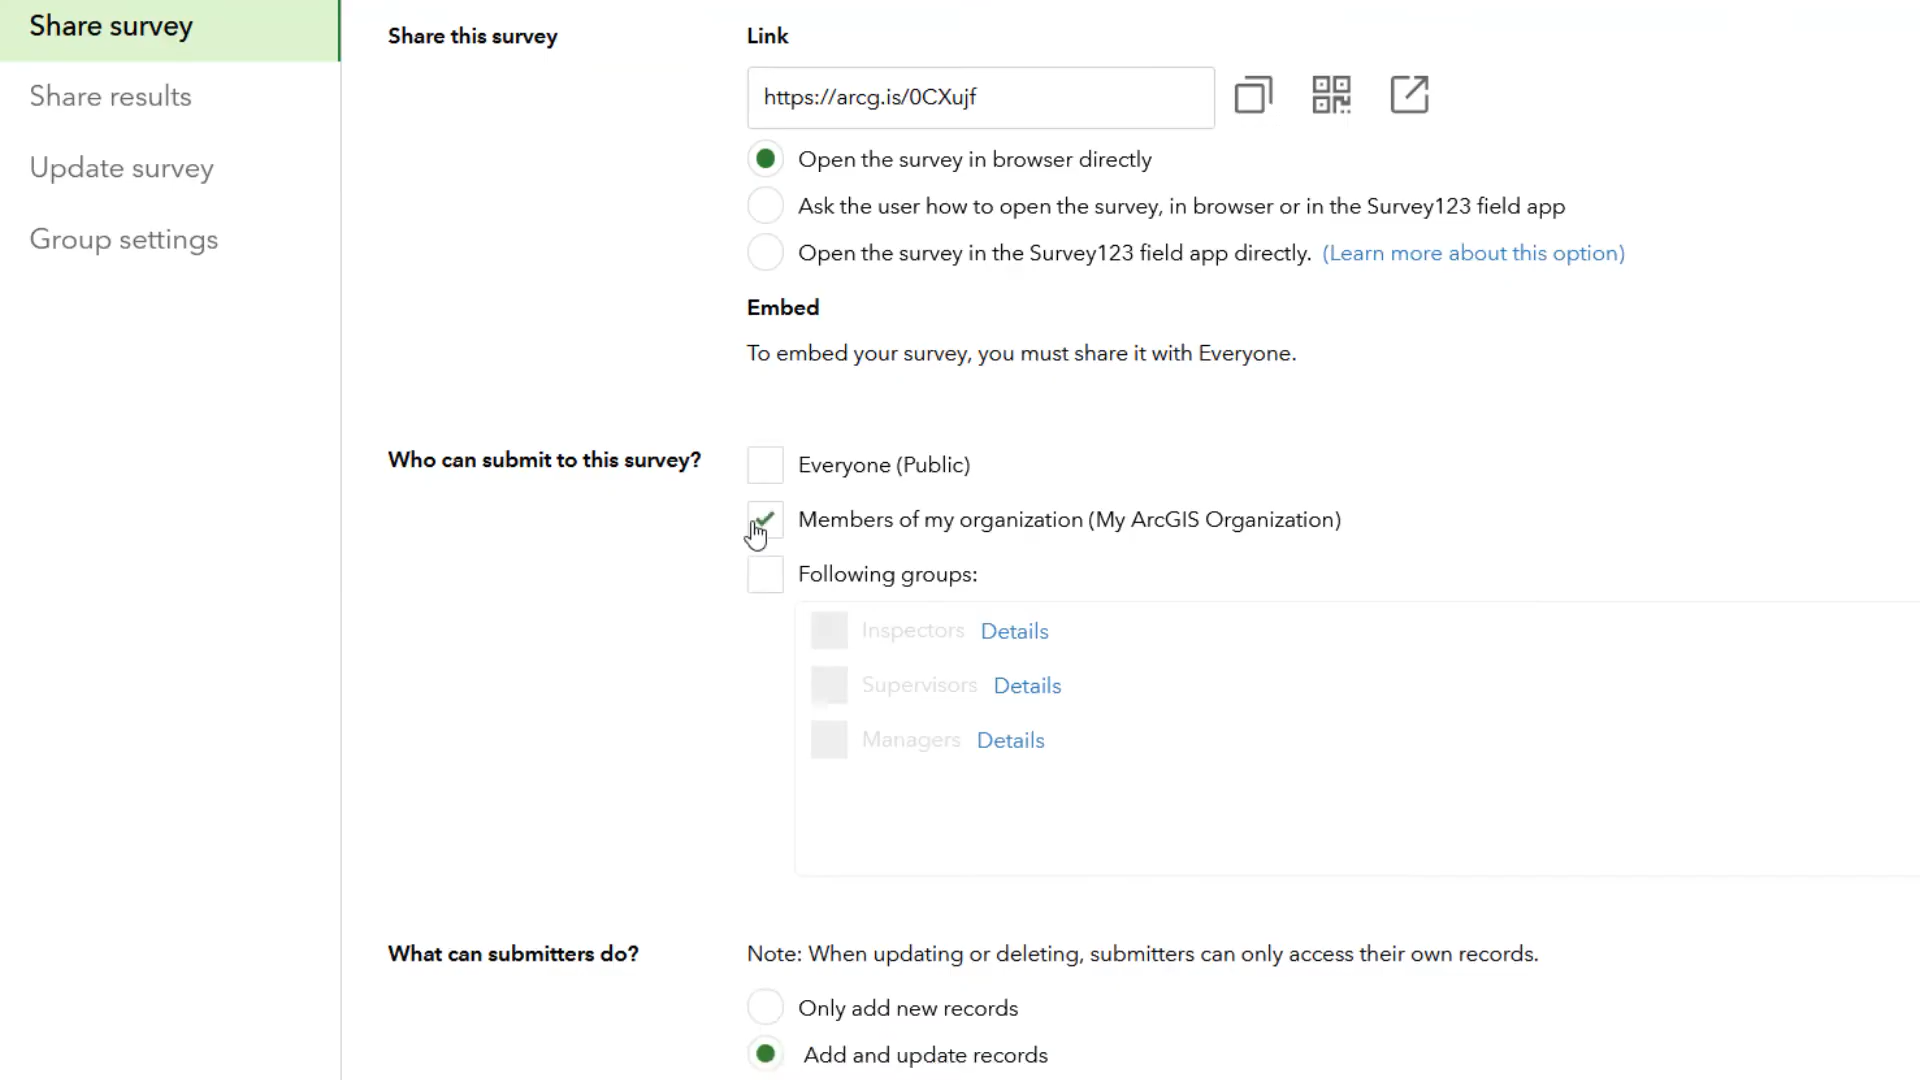 Share survey
Share results
Update survey
Group settings
Share this survey
Link
https://arcg.is/0CXujf
Open the survey in browser directly
Ask the user how to open the survey, in browser or in the Survey123 field app
Open the survey in the Survey123 field app directly. (Learn more about this option)
Embed
To embed your survey, you must share it with Everyone.
Who can submit to this survey?
Everyone (Public)
Members of my organization (My ArcGIS Organization)
Following groups:
Inspectors Details
Supervisors Details
Managers Details
What can submitters do?
Note: When updating or deleting, submitters can only access their own records.
Only add new records
Add and update records